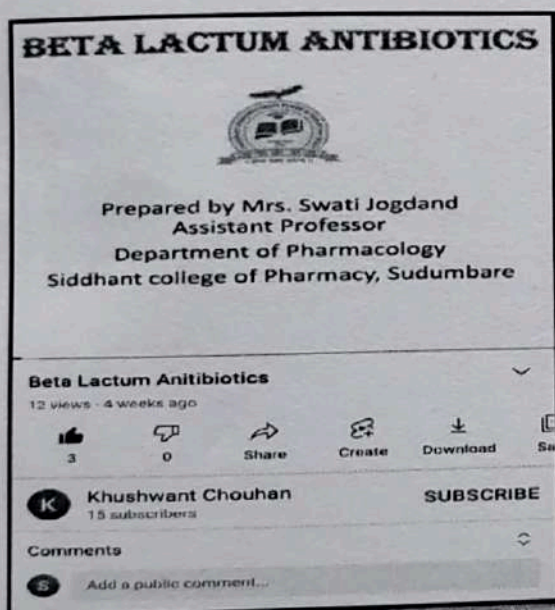 BETA LACTUM ANTIBIOTICS
Prepared by Mrs. Swati Jogdand
Assistant Professor
Department of Pharmacology
Siddhant college of Pharmacy, Sudumbare
Beta Lactum Anitibiotics
12 views · 4 weeks ago
3 0 Share Create Download Sa
K Khushwant Chouhan SUBSCRIBE
15 subscribers
Comments
S Add a public comment...